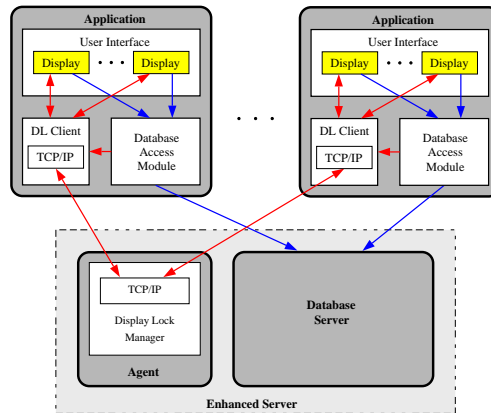 Application
User Interface
Display
Display
DL Client
TCP/IP
Database
Access
Module
Application
User Interface
Display
Display
DL Client
TCP/IP
Database
Access
Module
TCP/IP
Display Lock
Manager
Agent
Database
Server
Enhanced Server